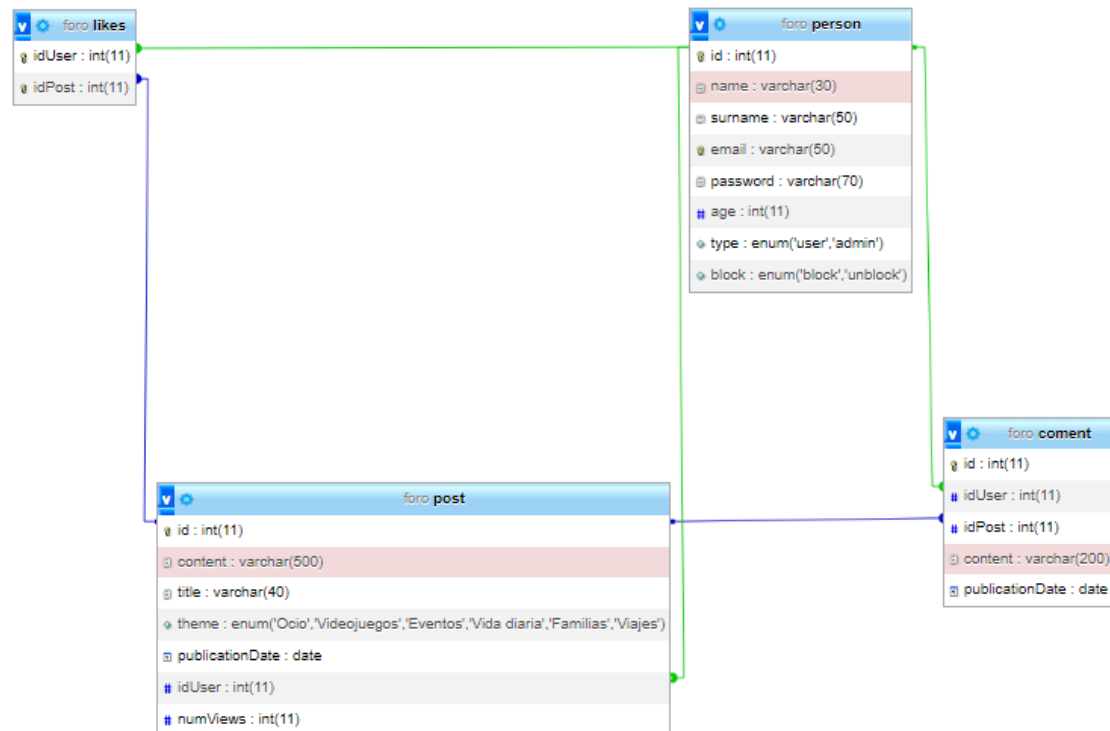 foro likes
idUser : int(11)
idPost : int(11)
foro person
id : int(11)
name : varchar(30)
surname : varchar(50)
email : varchar(50)
password : varchar(70)
age : int(11)
type : enum('user','admin')
block : enum('block','unblock')
foro coment
id : int(11)
idUser : int(11)
idPost : int(11)
content : varchar(200)
publicationDate : date
foro post
id : int(11)
content : varchar(500)
title : varchar(40)
theme : enum('Ocio','Videojuegos','Eventos','Vida diaria','Familias','Viajes')
publicationDate : date
idUser : int(11)
numViews : int(11)